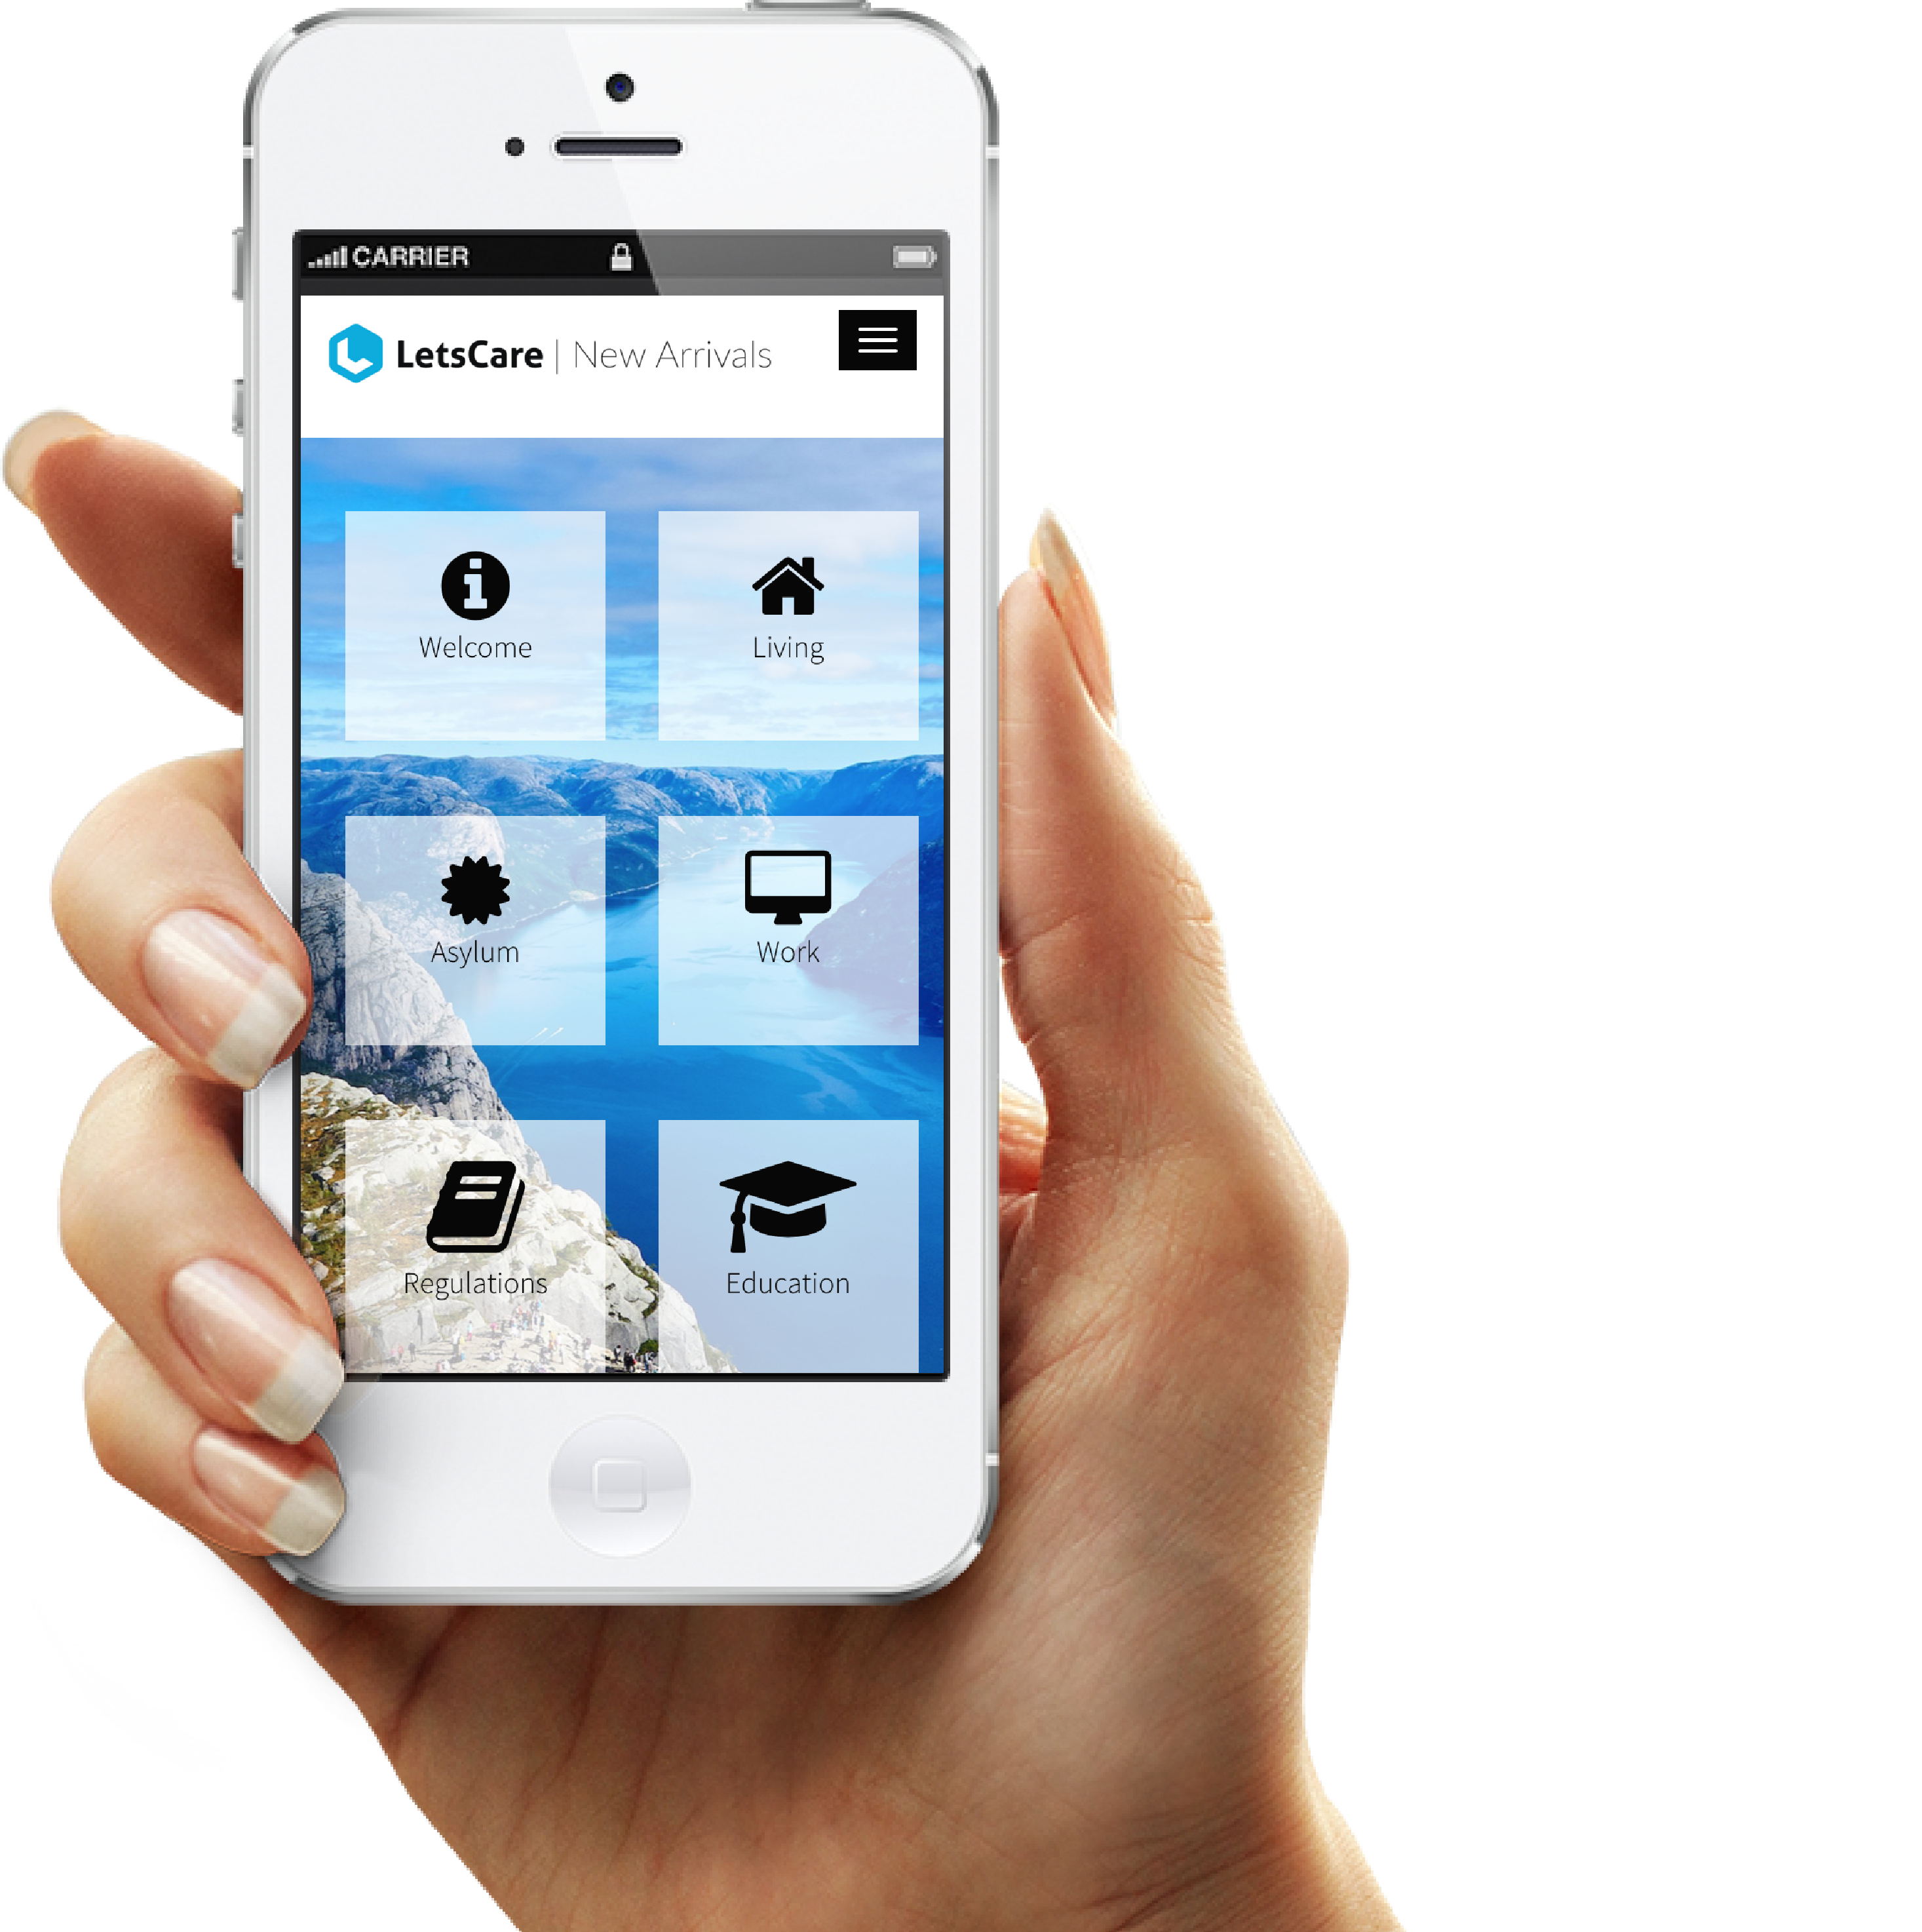 CARRIER
LetsCare | New Arrivals
Welcome
Living
Asylum
Work
Regulations
Education